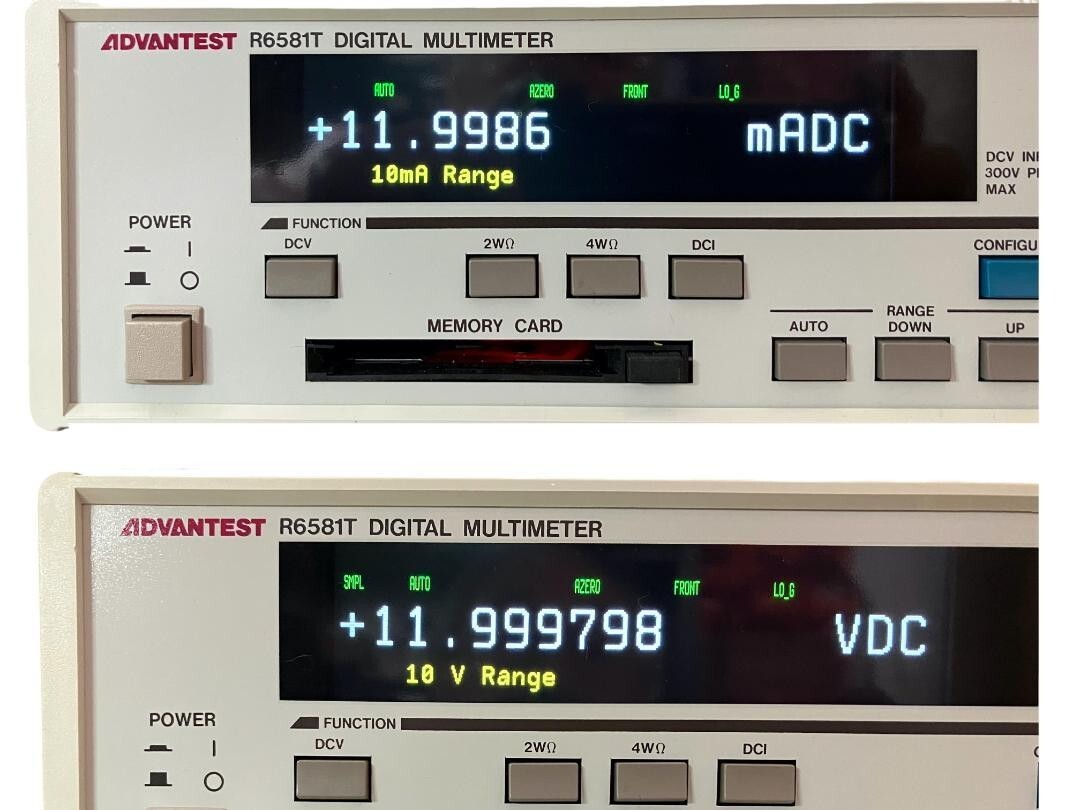 ADVANTEST R6581T DIGITAL MULTIMETER
AUTO AZERO FRONT LO_G
+11.9986 mADC
10mA Range
DCV IN
300V P
MAX
POWER
FUNCTION
DCV 2WΩ 4WΩ DCI CONFIGU
MEMORY CARD
AUTO RANGE DOWN UP
ADVANTEST R6581T DIGITAL MULTIMETER
SMPL AUTO AZERO FRONT LO_G
+11.999798 VDC
10 V Range
POWER
FUNCTION
DCV 2WΩ 4WΩ DCI